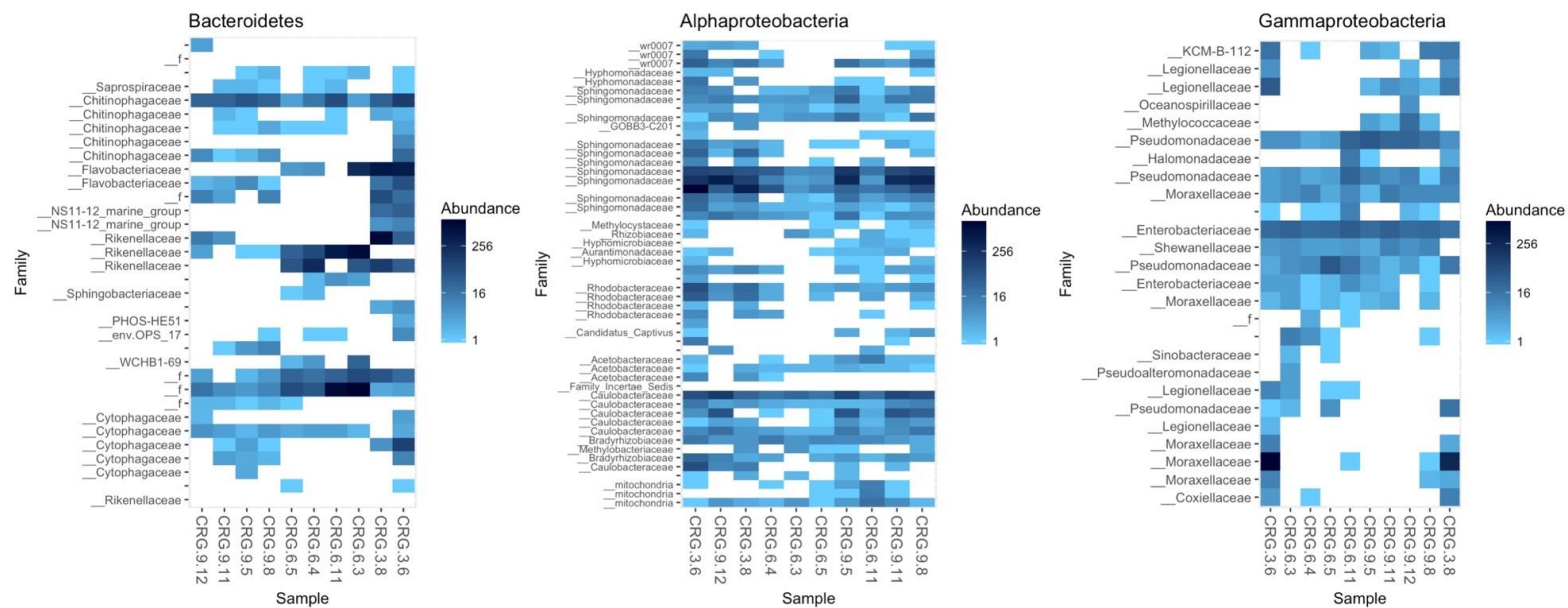 Bacteroidetes
__f
__Saprospiraceae
__Chitinophagaceae
__Chitinophagaceae
__Chitinophagaceae
__Chitinophagaceae
__Chitinophagaceae
__Flavobacteriaceae
__Flavobacteriaceae
__f
__NS11-12_marine_group
__NS11-12_marine_group
__Rikenellaceae
__Rikenellaceae
__Rikenellaceae
__Sphingobacteriaceae
__PHOS-HE51
__env.OPS_17
__WCHB1-69
__f
__f
__f
__Cytophagaceae
__Cytophagaceae
__Cytophagaceae
__Cytophagaceae
__Cytophagaceae
__Rikenellaceae
Family
CRG.9.12
CRG.9.11
CRG.9.5
CRG.9.8
CRG.6.5
CRG.6.4
CRG.6.11
CRG.6.3
CRG.3.8
CRG.3.6
Sample
Abundance
256
16
1
Alphaproteobacteria
__wr0007
__wr0007
__wr0007
__Hyphomonadaceae
__Hyphomonadaceae
__Sphingomonadaceae
__Sphingomonadaceae
__Sphingomonadaceae
__GOBB3-C201
__Sphingomonadaceae
__Sphingomonadaceae
__Sphingomonadaceae
__Sphingomonadaceae
__Sphingomonadaceae
__Sphingomonadaceae
__Sphingomonadaceae
__Methylocystaceae
__Rhizobiaceae
__Hyphomicrobiaceae
__Aurantimonadaceae
__Hyphomicrobiaceae
__Rhodobacteraceae
__Rhodobacteraceae
__Rhodobacteraceae
__Rhodobacteraceae
__Candidatus_Captivus
__Acetobacteraceae
__Acetobacteraceae
__Acetobacteraceae
__Family_Incertae_Sedis
__Caulobacteraceae
__Caulobacteraceae
__Caulobacteraceae
__Caulobacteraceae
__Caulobacteraceae
__Bradyrhizobiaceae
__Methylobacteriaceae
__Bradyrhizobiaceae
__Caulobacteraceae
__mitochondria
__mitochondria
__mitochondria
Family
CRG.3.6
CRG.9.12
CRG.3.8
CRG.6.4
CRG.6.3
CRG.6.5
CRG.9.5
CRG.6.11
CRG.9.11
CRG.9.8
Sample
Abundance
256
16
1
Gammaproteobacteria
__KCM-B-112
__Legionellaceae
__Legionellaceae
__Oceanospirillaceae
__Methylococcaceae
__Pseudomonadaceae
__Halomonadaceae
__Pseudomonadaceae
__Moraxellaceae
__Enterobacteriaceae
__Shewanellaceae
__Pseudomonadaceae
__Enterobacteriaceae
__Moraxellaceae
__f
__Sinobacteraceae
__Pseudoalteromonadaceae
__Legionellaceae
__Pseudomonadaceae
__Legionellaceae
__Moraxellaceae
__Moraxellaceae
__Moraxellaceae
__Coxiellaceae
Family
CRG.3.6
CRG.6.3
CRG.6.4
CRG.6.5
CRG.6.11
CRG.9.5
CRG.9.11
CRG.9.12
CRG.9.8
CRG.3.8
Sample
Abundance
256
16
1